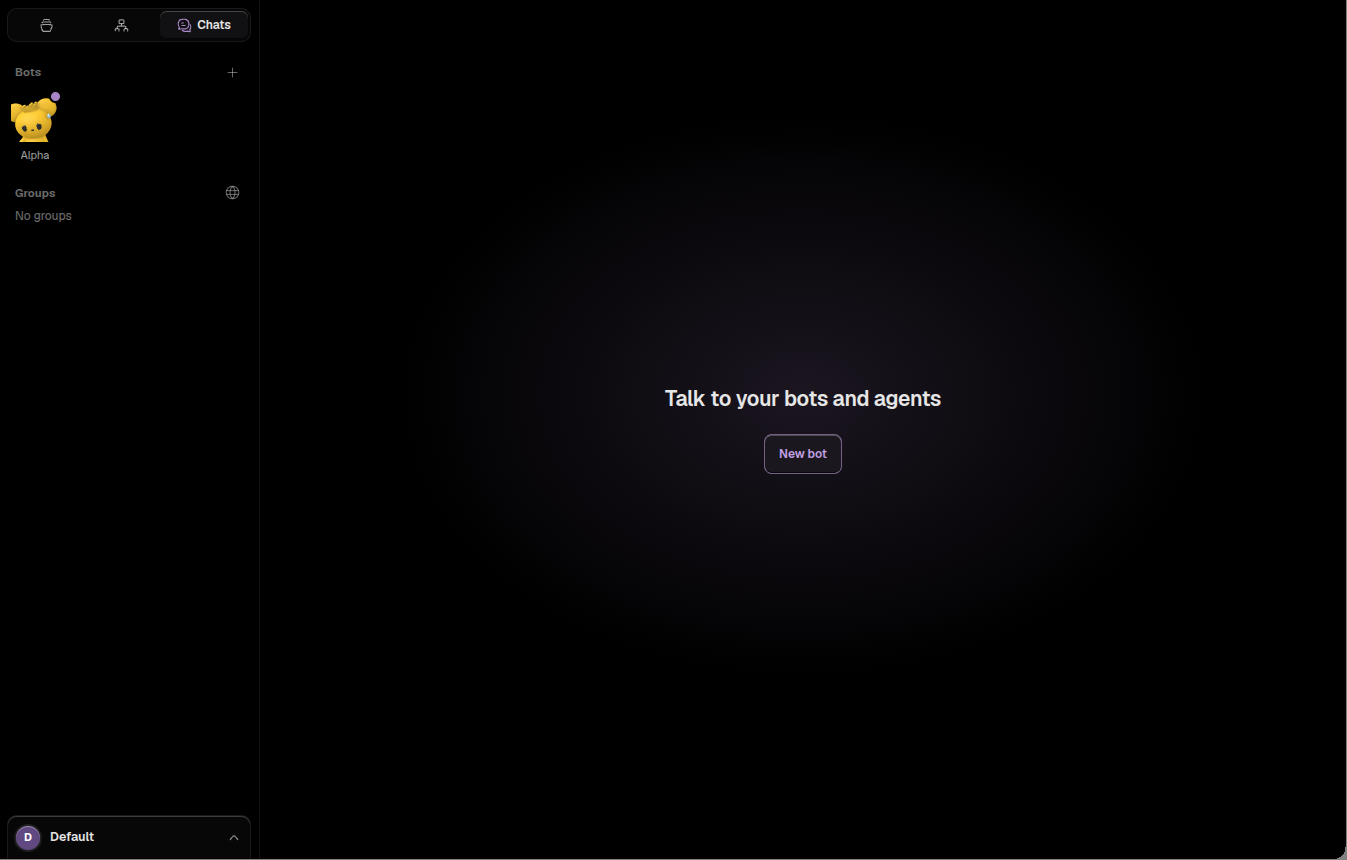 Chats
Bots
Alpha
Groups
No groups
Talk to your bots and agents
New bot
D
Default